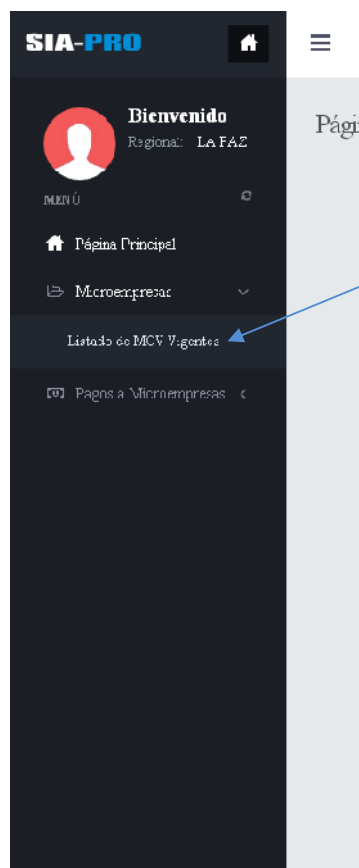 SIA-PRO
Bienvenido
Regional: LA PAZ
MENÚ
Página Principal
Microempresas
Listado de MCV Vigentes
Pagos a Microempresas
Pági